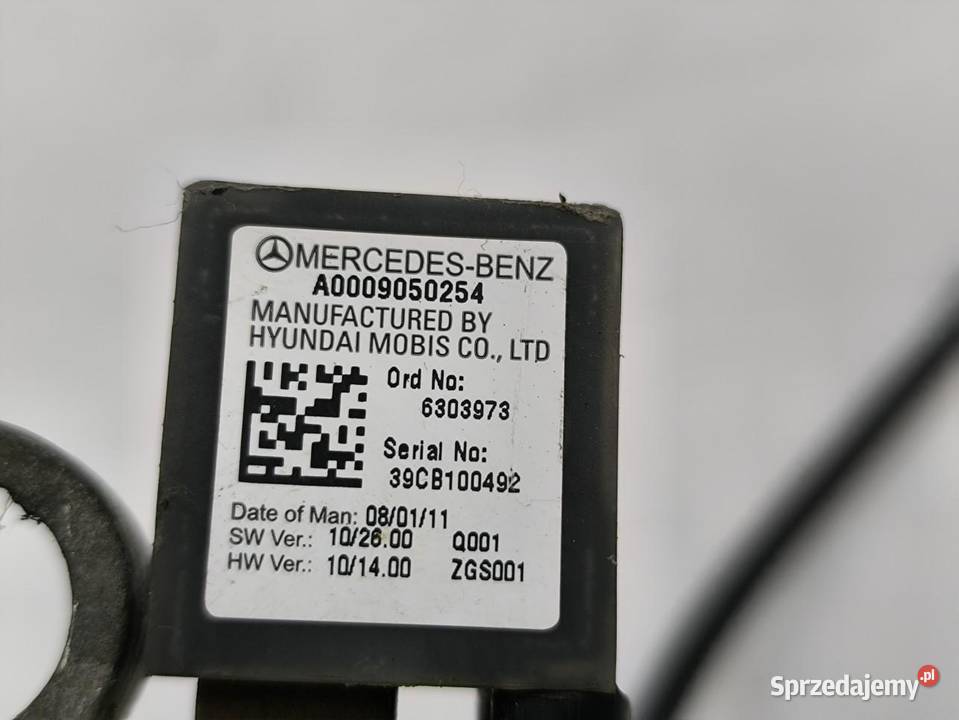 MERCEDES-BENZ
A0009050254
MANUFACTURED BY
HYUNDAI MOBIS CO., LTD
Ord No:
6303973
Serial No:
39CB100492
Date of Man: 08/01/11
SW Ver.: 10/26.00 Q001
HW Ver.: 10/14.00 ZGS001
Sprzedajemy.pl